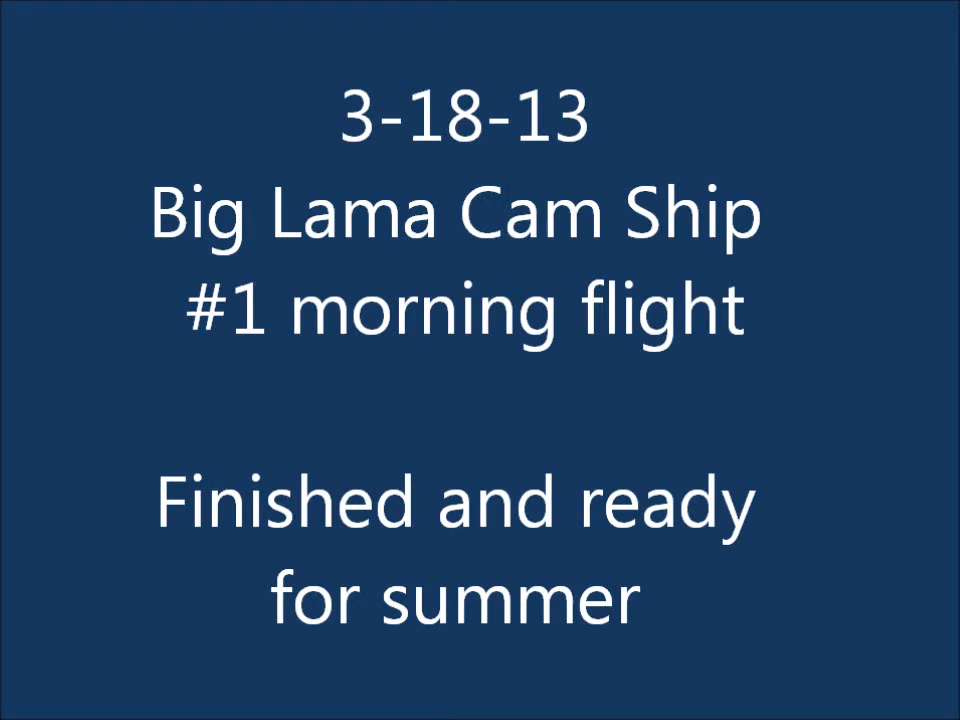 3-18-13
Big Lama Cam Ship
#1 morning flight
Finished and ready
for summer